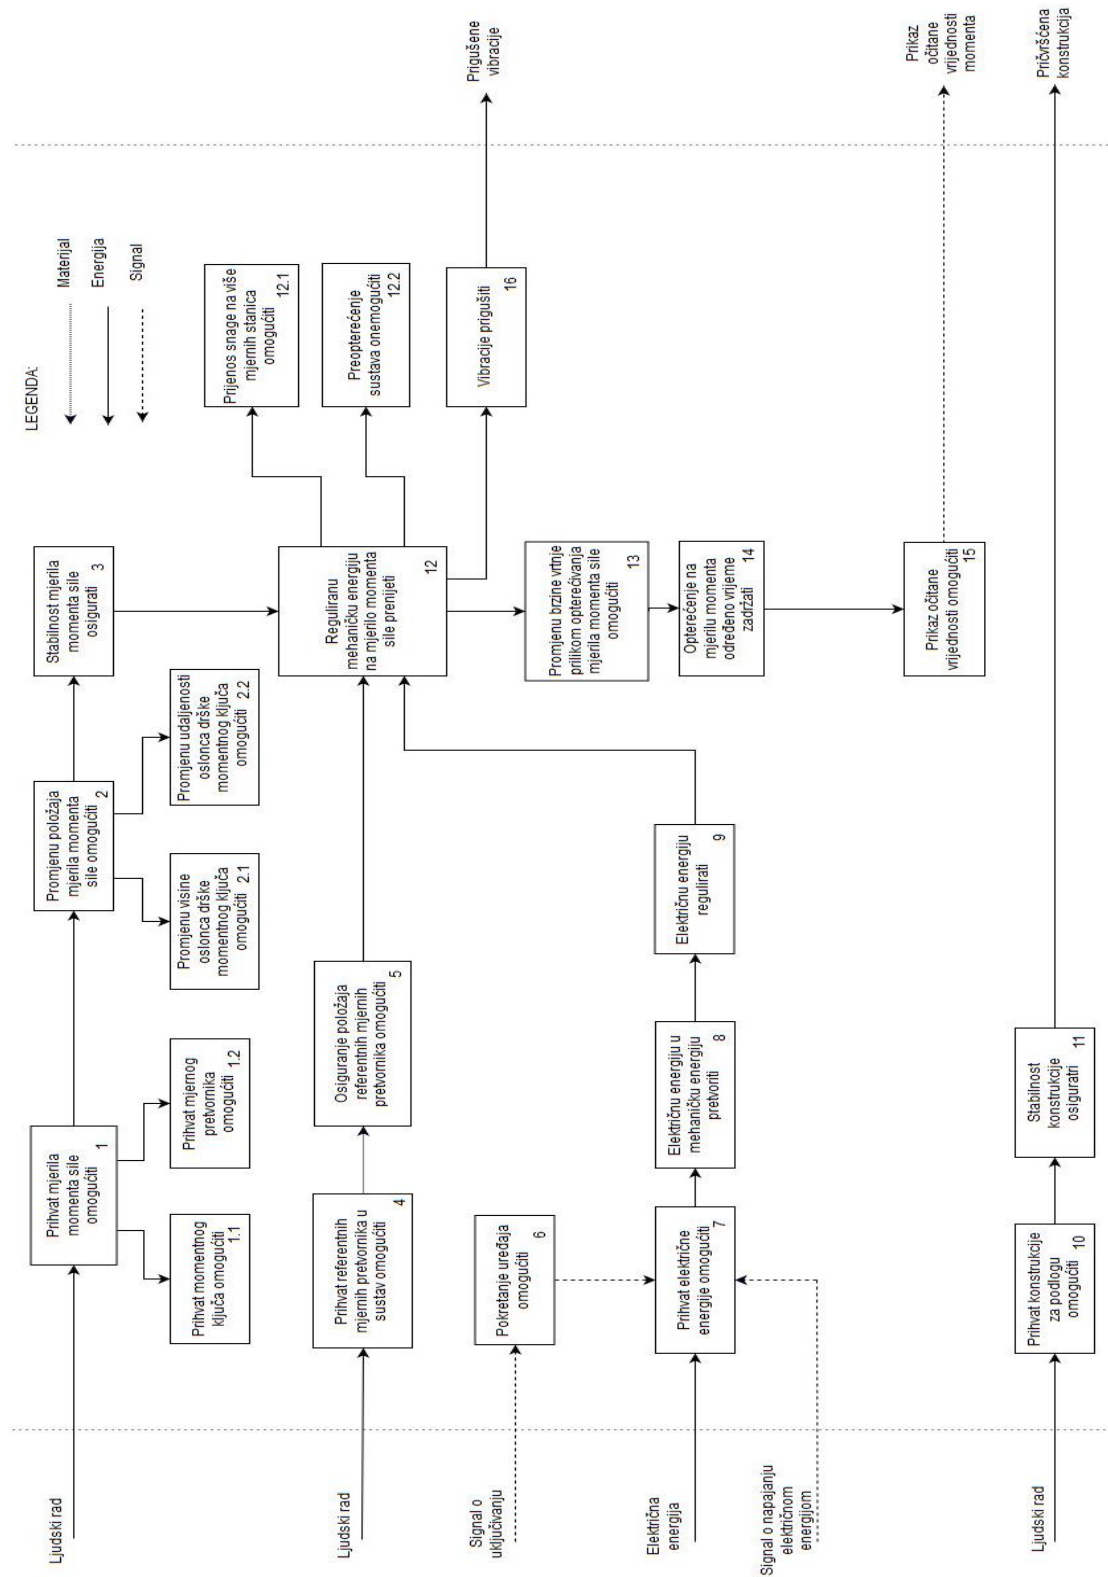 LEGENDA:
Materijal
Energija
Signal
Ljudski rad
Prihvat mjerila
momenta sile
omogućiti
1
Prihvat momentnog
ključa omogućiti
1.1
Prihvat mjernog
pretvornika
omogućiti 1.2
Promjenu položaja
mjerila momenta
sile omogućiti 2
Promjenu visine
oslonca drške
momentnog ključa
omogućiti 2.1
Promjenu udaljenosti
oslonca drške
momentnog ključa
omogućiti 2.2
Stabilnost mjerila
momenta sile
osigurati 3
Ljudski rad
Prihvat referentnih
mjernih pretvornika u
sustav omogućiti
4
Osiguranje položaja
referentnih mjernih
pretvornika omogućiti
5
Reguliranu
mehaničku energiju
na mjerilo momenta
sile prenijeti
12
Prijenos snage na više
mjernih stanica
omogućiti
12.1
Preopterećenje
sustava onemogućiti
12.2
Vibracije prigušiti
16
Prigušene
vibracije
Signal o
uključivanju
Pokretanje uređaja
omogućiti
6
Promjenu brzine vrtnje
prilikom opterećivanja
mjerila momenta sile
omogućiti
13
Električna
energija
Prihvat električne
energije omogućiti
7
Električnu energiju u
mehaničku energiju
pretvoriti
8
Električnu energiju
regulirati
9
Opterećenje na
mjerilu momenta
određeno vrijeme
zadržati
14
Signal o napajanju
električnom
energijom
Prikaz očitane
vrijednosti omogućiti
15
Prikaz
očitane
vrijednosti
momenta
Ljudski rad
Prihvat konstrukcije
za podlogu
omogućiti
10
Stabilnost
konstrukcije
osiguratri
11
Pričvršćena
konstrukcija